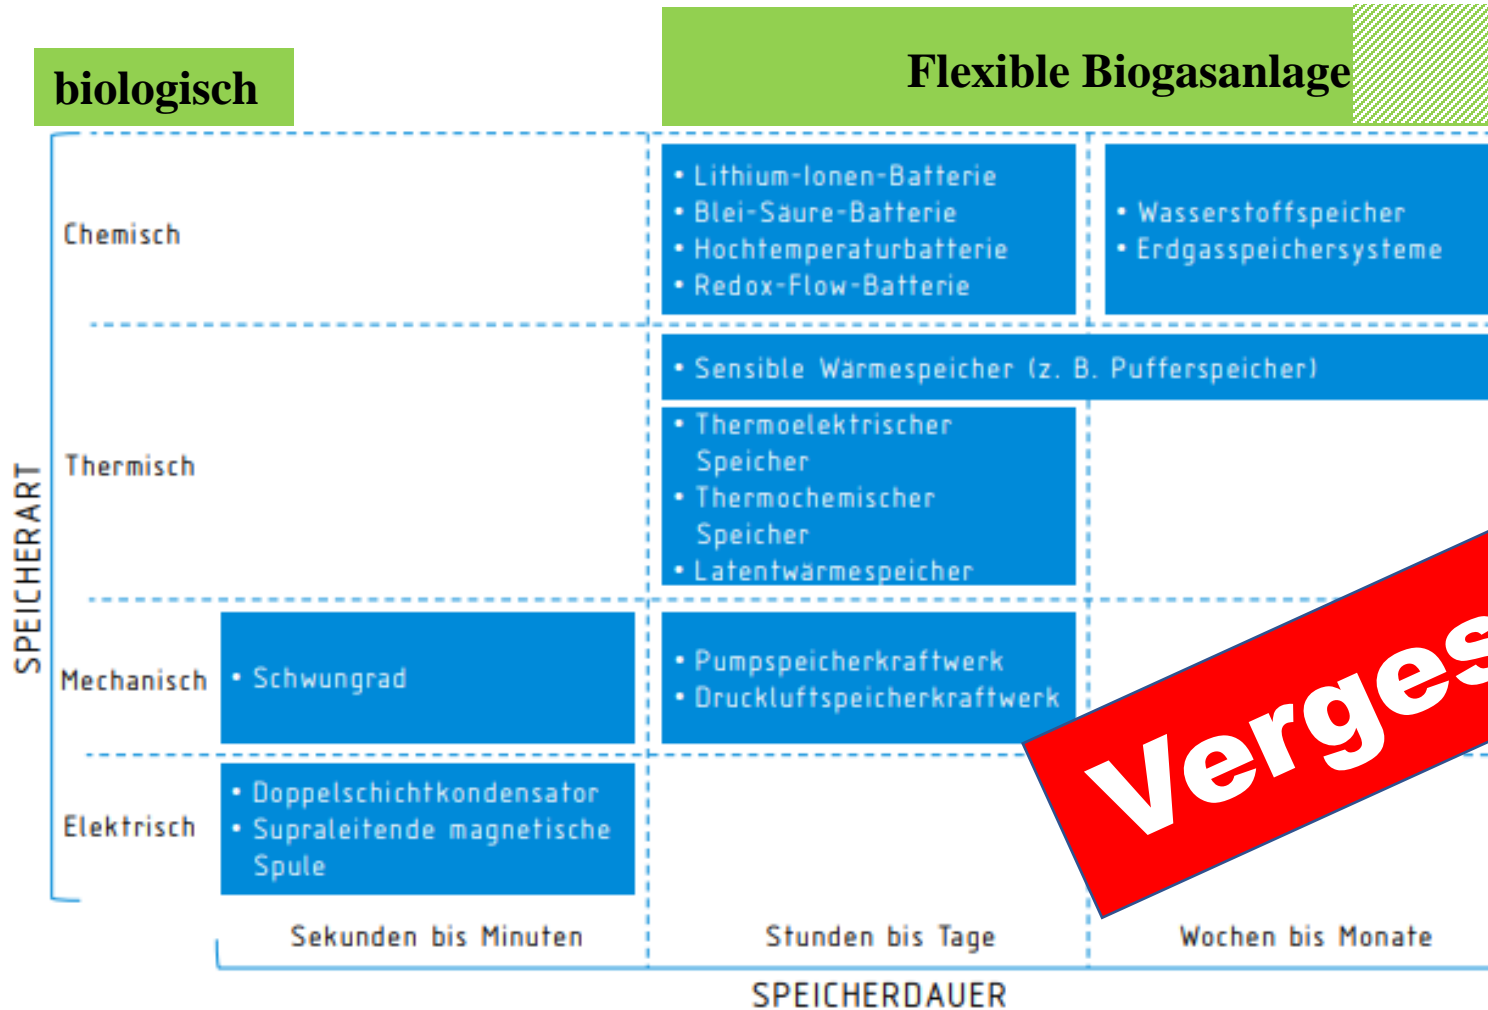 biologisch
Flexible Biogasanlage
Chemisch
• Lithium-Ionen-Batterie
• Blei-Säure-Batterie
• Hochtemperaturbatterie
• Redox-Flow-Batterie
• Wasserstoffspeicher
• Erdgasspeichersysteme
• Sensible Wärmespeicher (z. B. Pufferspeicher)
Thermisch
• Thermoelektrischer
Speicher
• Thermochemischer
Speicher
• Latentwärmespeicher
SPEICHERART
Mechanisch
• Schwungrad
• Pumpspeicherkraftwerk
• Druckluftspeicherkraftwerk
Verges
Elektrisch
• Doppelschichtkondensator
• Supraleitende magnetische
Spule
Sekunden bis Minuten
Stunden bis Tage
Wochen bis Monate
SPEICHERDAUER